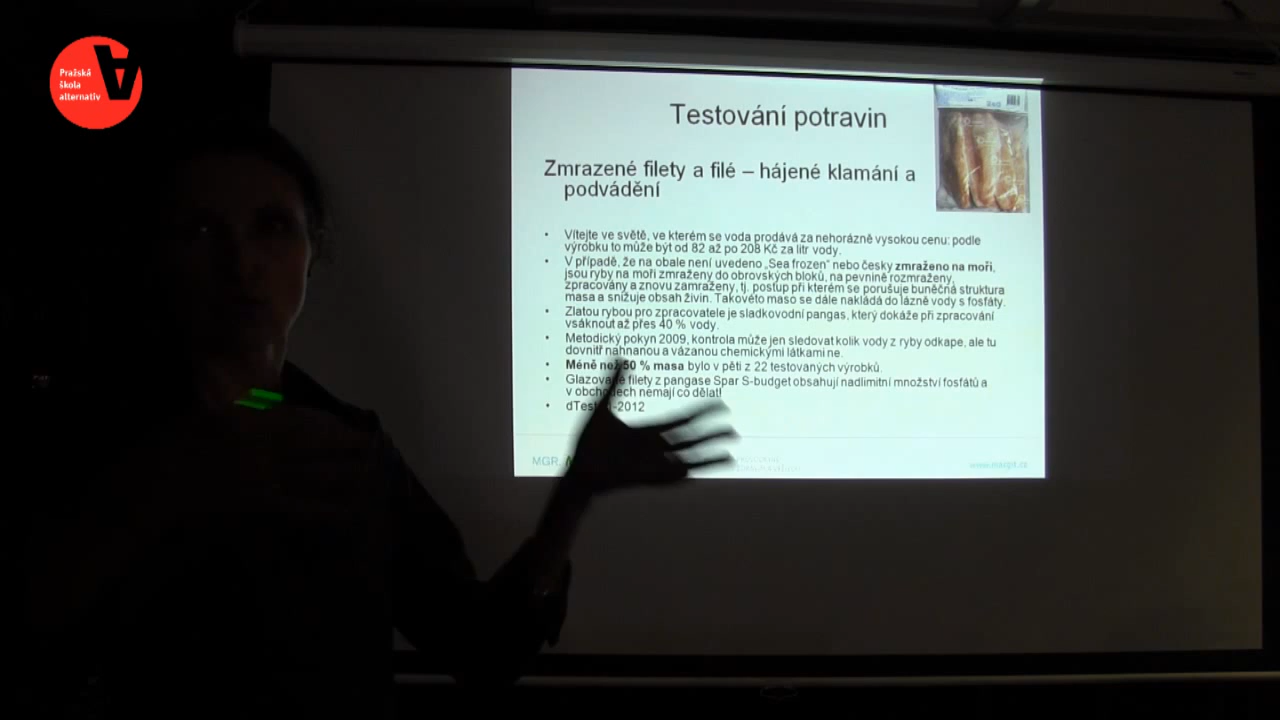 Pražská
škola
alternativ
Testování potravin
Zmrazené filety a filé – hájené klamání a
podvádění
• Vítejte ve světě, ve kterém se voda prodává za nehorázně vysokou cenu: podle
výrobku to může být od 82 až po 208 Kč za litr vody.
• V případě, že na obale není uvedeno „Sea frozen" nebo česky zmraženo na moři,
jsou ryby na moři zmraženy do obrovských bloků, na pevnině rozmraženy,
zpracovány a znovu zamraženy, tj. postup při kterém se porušuje buněčná struktura
masa a snižuje obsah živin. Takovéto maso se dále nakládá do lázně vody s fosfáty.
• Zlatou rybou pro zpracovatele je sladkovodní pangas, který dokáže při zpracování
vsáknout až přes 40 % vody.
• Metodický pokyn 2009, kontrola může jen sledovat kolik vody z ryby odkape, ale tu
dovnitř nahnanou a vázanou chemickými látkami ne.
• Méně než 50 % masa bylo v pěti z 22 testovaných výrobků.
• Glazované filety z pangase Spar S-budget obsahují nadlimitní množství fosfátů a
v obchodech nemají co dělat!
• -2012
MGR.
www.margit.cz